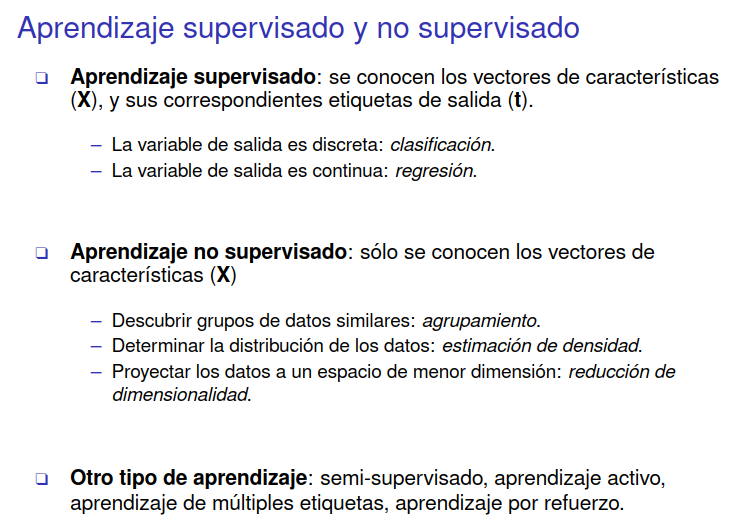 Aprendizaje supervisado y no supervisado
❑ Aprendizaje supervisado: se conocen los vectores de características
(X), y sus correspondientes etiquetas de salida (t).
– La variable de salida es discreta: clasificación.
– La variable de salida es continua: regresión.
❑ Aprendizaje no supervisado: sólo se conocen los vectores de
características (X)
– Descubrir grupos de datos similares: agrupamiento.
– Determinar la distribución de los datos: estimación de densidad.
– Proyectar los datos a un espacio de menor dimensión: reducción de
dimensionalidad.
❑ Otro tipo de aprendizaje: semi-supervisado, aprendizaje activo,
aprendizaje de múltiples etiquetas, aprendizaje por refuerzo.